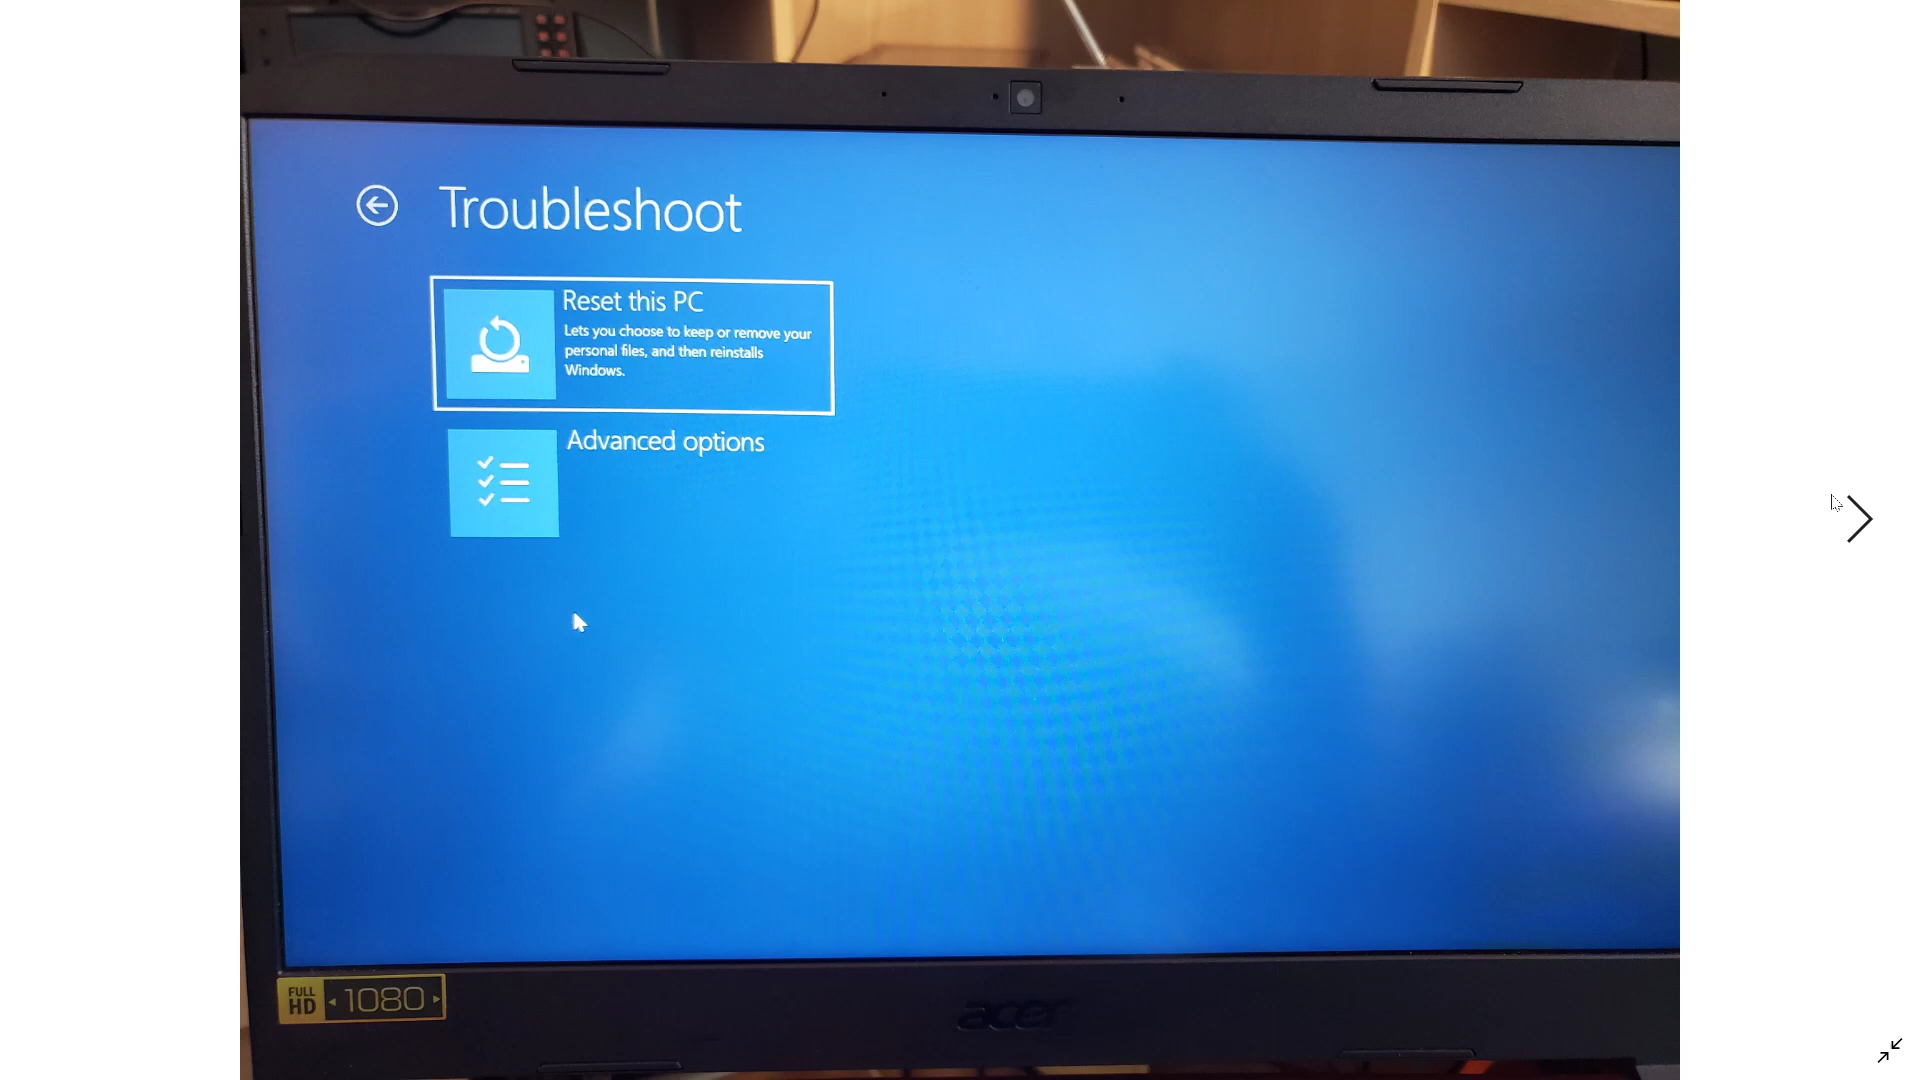 Troubleshoot
Reset this PC
Lets you choose to keep or remove your
personal files, and then reinstalls
Windows.
Advanced options
FULL
HD
1080
acer